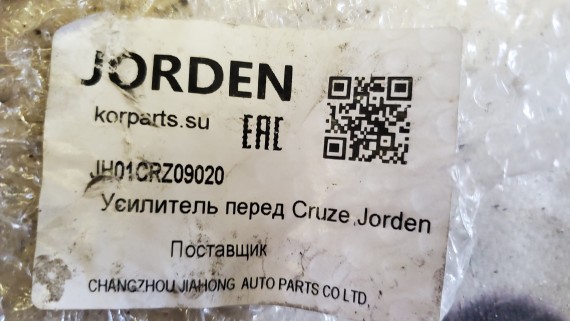 JORDEN
korparts.su EAC
JH01CRZ09020
Усилитель перед Cruze Jorden
Поставщик
CHANGZHOU JIAHONG AUTO PARTS CO LTD